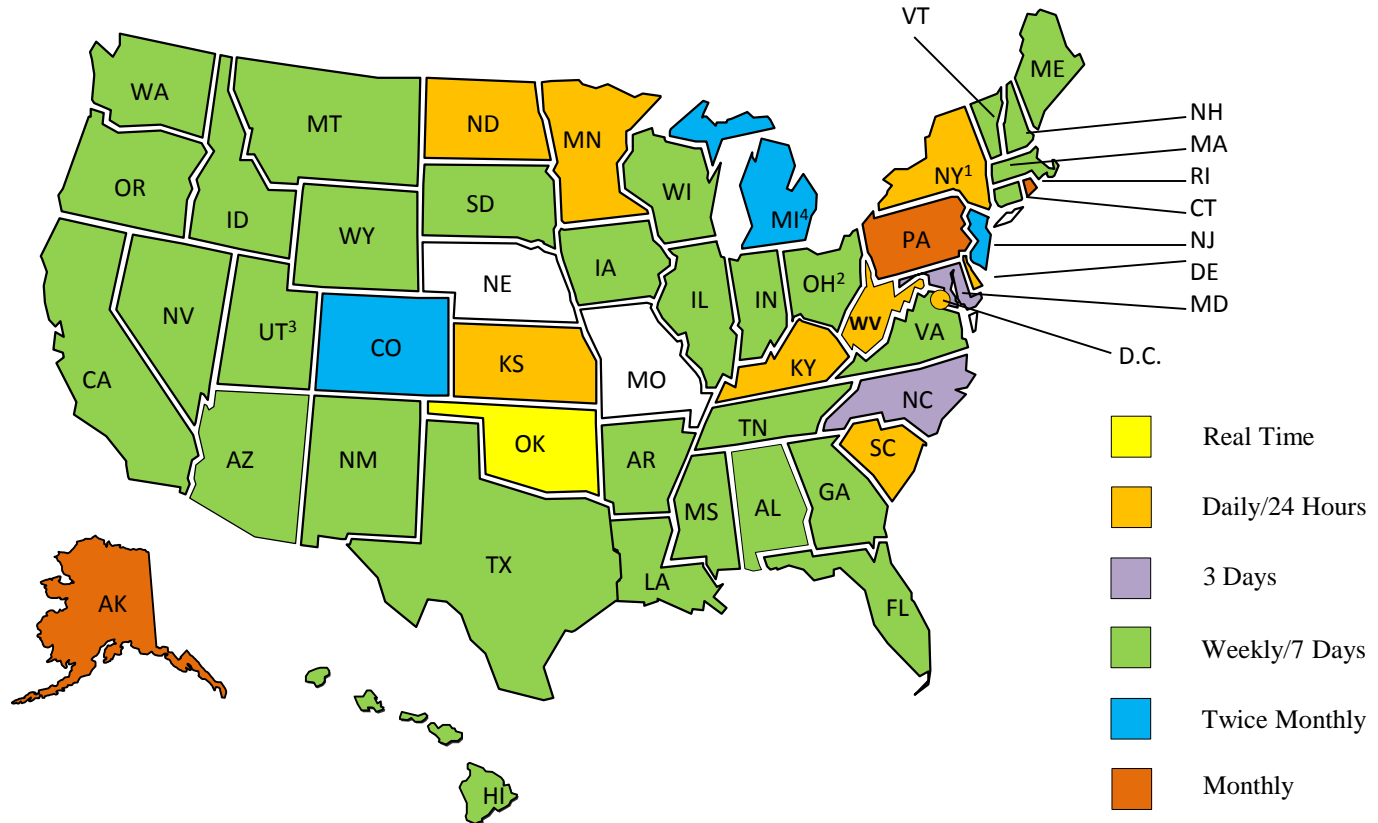 VT
ME
WA
MT
ND
MN
NH
MA
OR
ID
SD
WI
NY¹
RI
WY
MI⁴
CT
PA
NJ
IA
NE
DE
NV
UT³
IL
IN
OH²
MD
CO
WV
VA
D.C.
CA
KS
MO
KY
NC
TN
OK
SC
Real Time
AZ
NM
AR
GA
MS
AL
Daily/24 Hours
TX
LA
3 Days
AK
FL
Weekly/7 Days
Twice Monthly
HI
Monthly